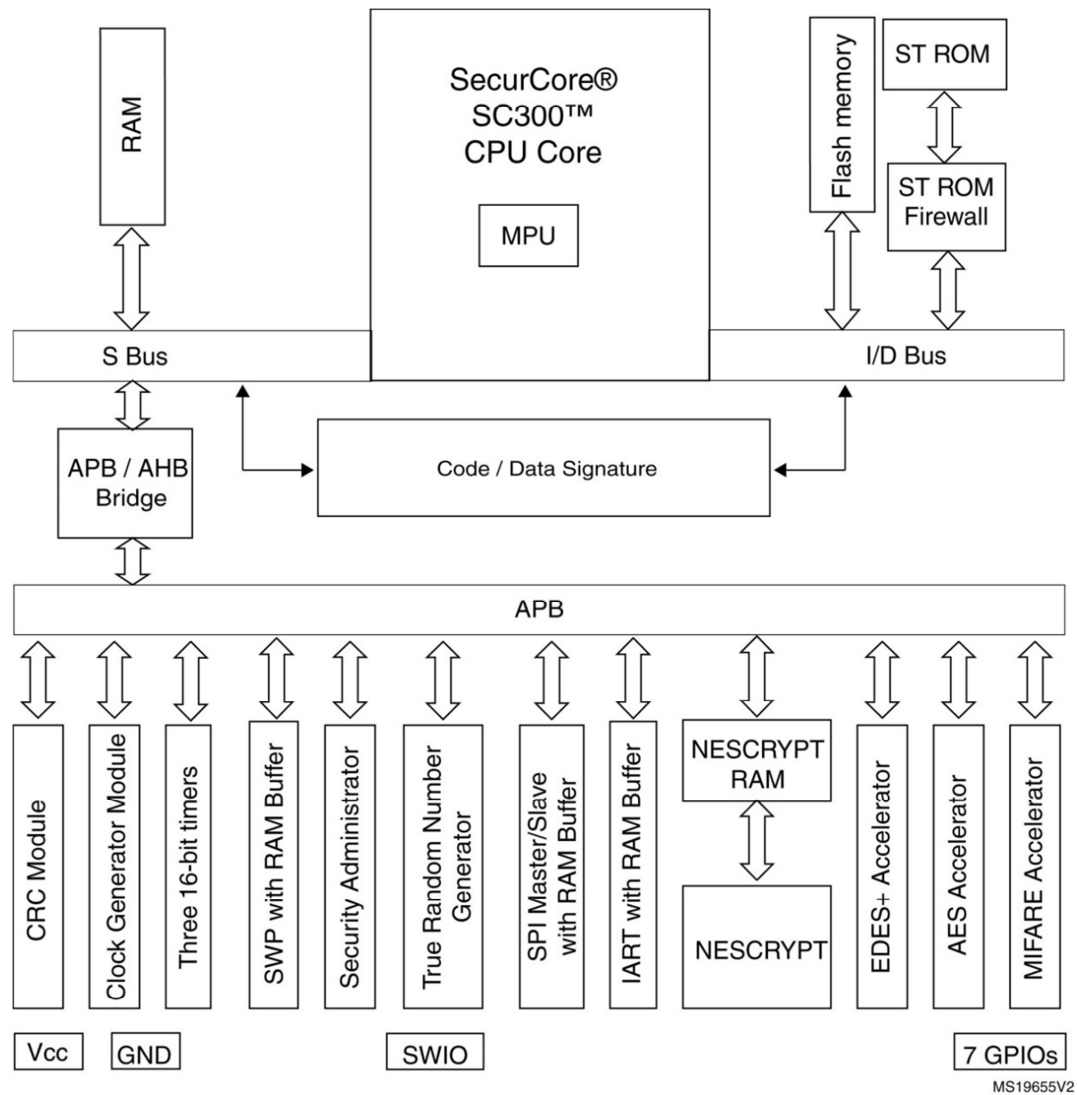 RAM
SecurCore®
SC300™
CPU Core
MPU
Flash memory
ST ROM
ST ROM
Firewall
S Bus
I/D Bus
APB / AHB
Bridge
Code / Data Signature
APB
CRC Module
Clock Generator Module
Three 16-bit timers
SWP with RAM Buffer
Security Administrator
True Random Number
Generator
SPI Master/Slave
with RAM Buffer
IART with RAM Buffer
NESCRYPT
RAM
NESCRYPT
EDES+ Accelerator
AES Accelerator
MIFARE Accelerator
Vcc
GND
SWIO
7 GPIOs
MS19655V2